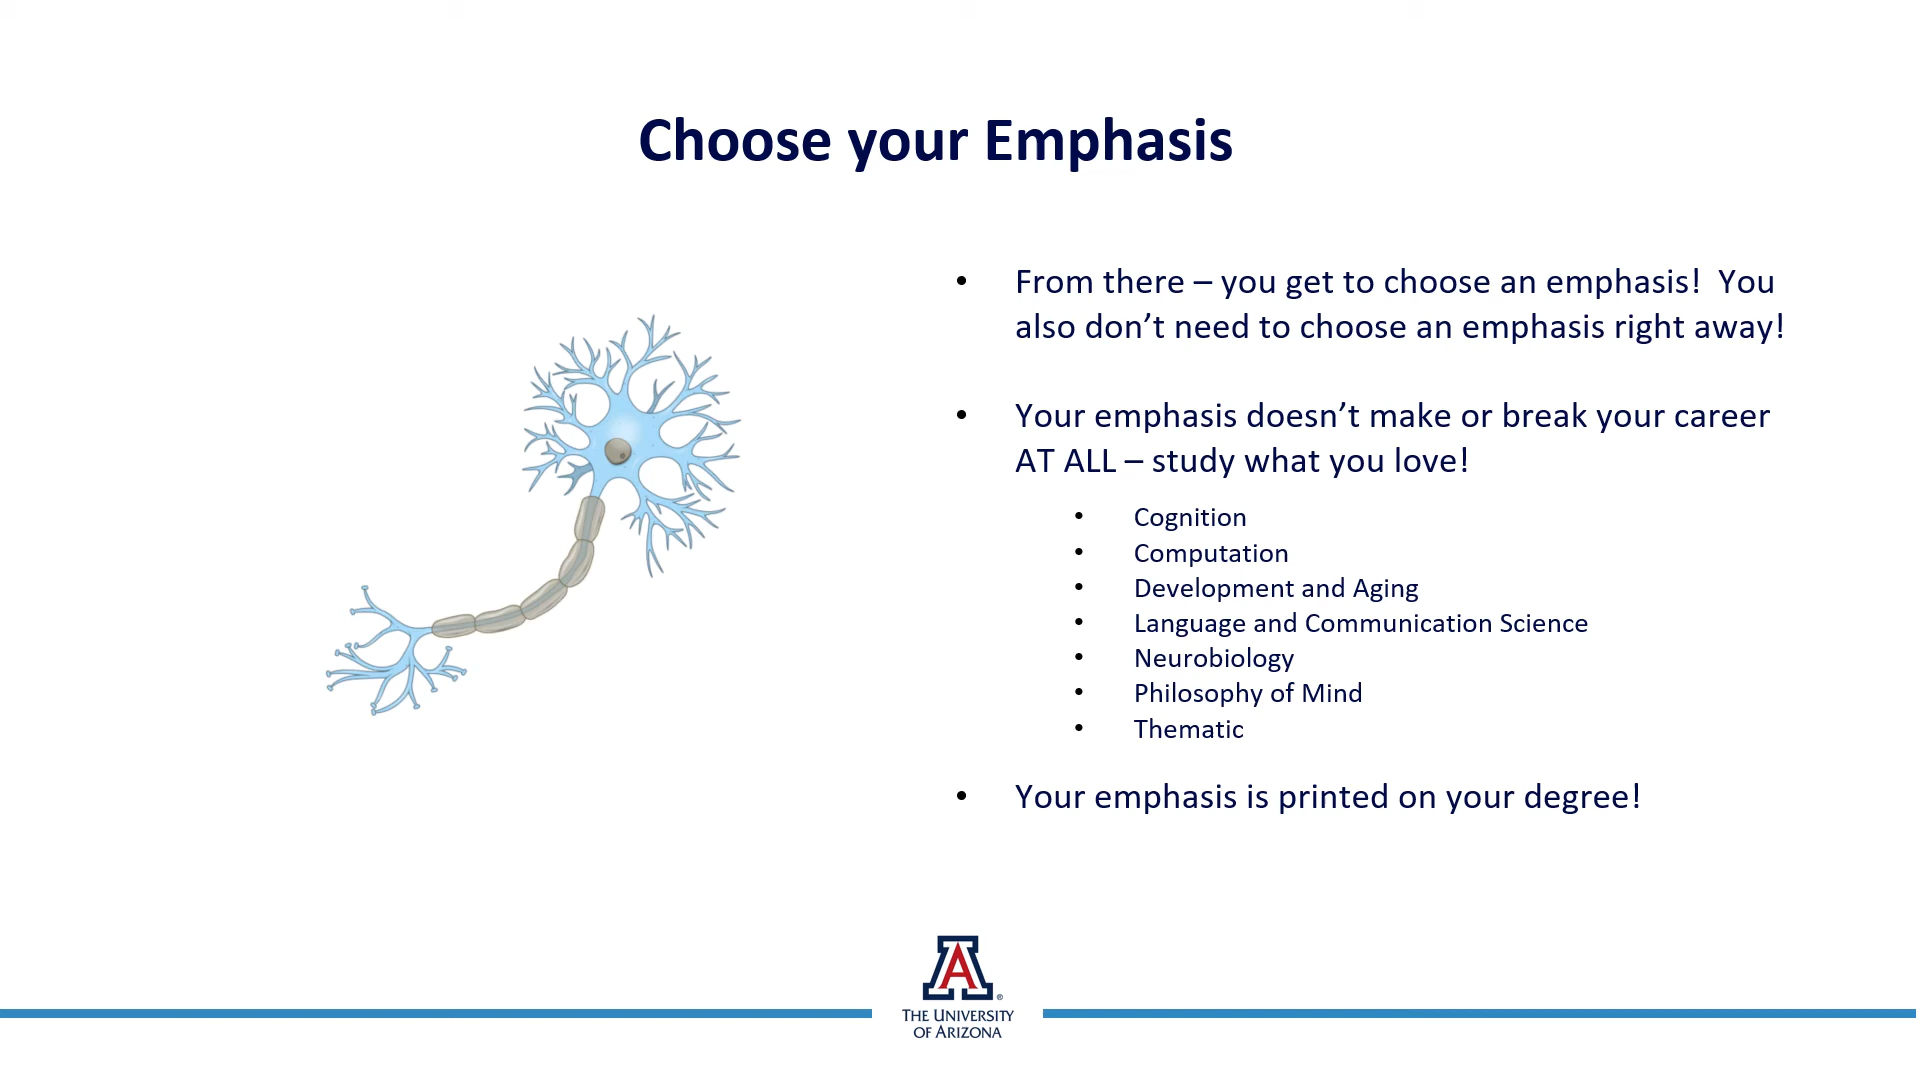 Choose your Emphasis
• From there – you get to choose an emphasis!  You
also don’t need to choose an emphasis right away!
• Your emphasis doesn’t make or break your career
AT ALL – study what you love!
• Cognition
• Computation
• Development and Aging
• Language and Communication Science
• Neurobiology
• Philosophy of Mind
• Thematic
• Your emphasis is printed on your degree!
A®
THE UNIVERSITY
OF ARIZONA